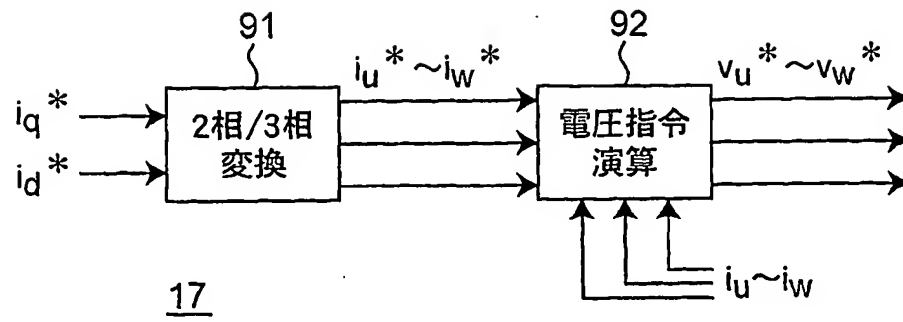 91
92
iu*~iw*
vu*~vw*
iq*
id*
2相/3相
変換
電圧指令
演算
iu~iw
17